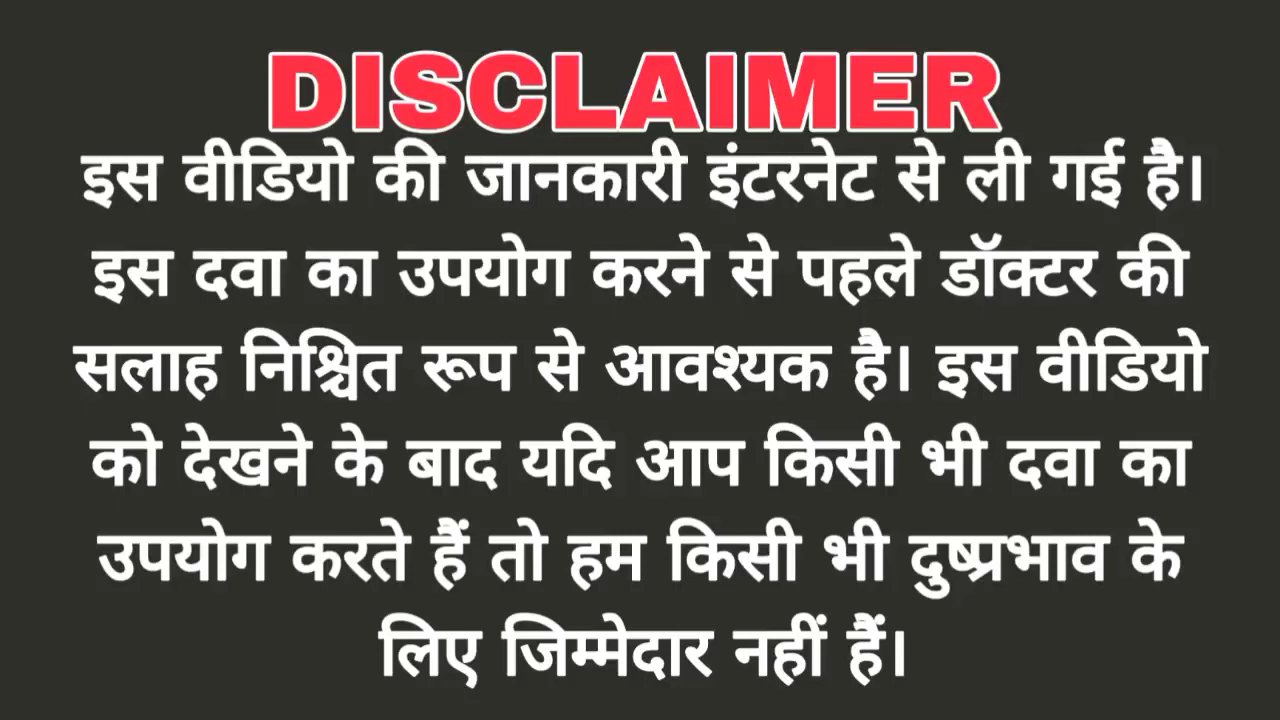 DISCLAIMER
इस वीडियो की जानकारी इंटरनेट से ली गई है।
इस दवा का उपयोग करने से पहले डॉक्टर की
सलाह निश्चित रूप से आवश्यक है। इस वीडियो
को देखने के बाद यदि आप किसी भी दवा का
उपयोग करते हैं तो हम किसी भी दुष्प्रभाव के
लिए जिम्मेदार नहीं हैं।